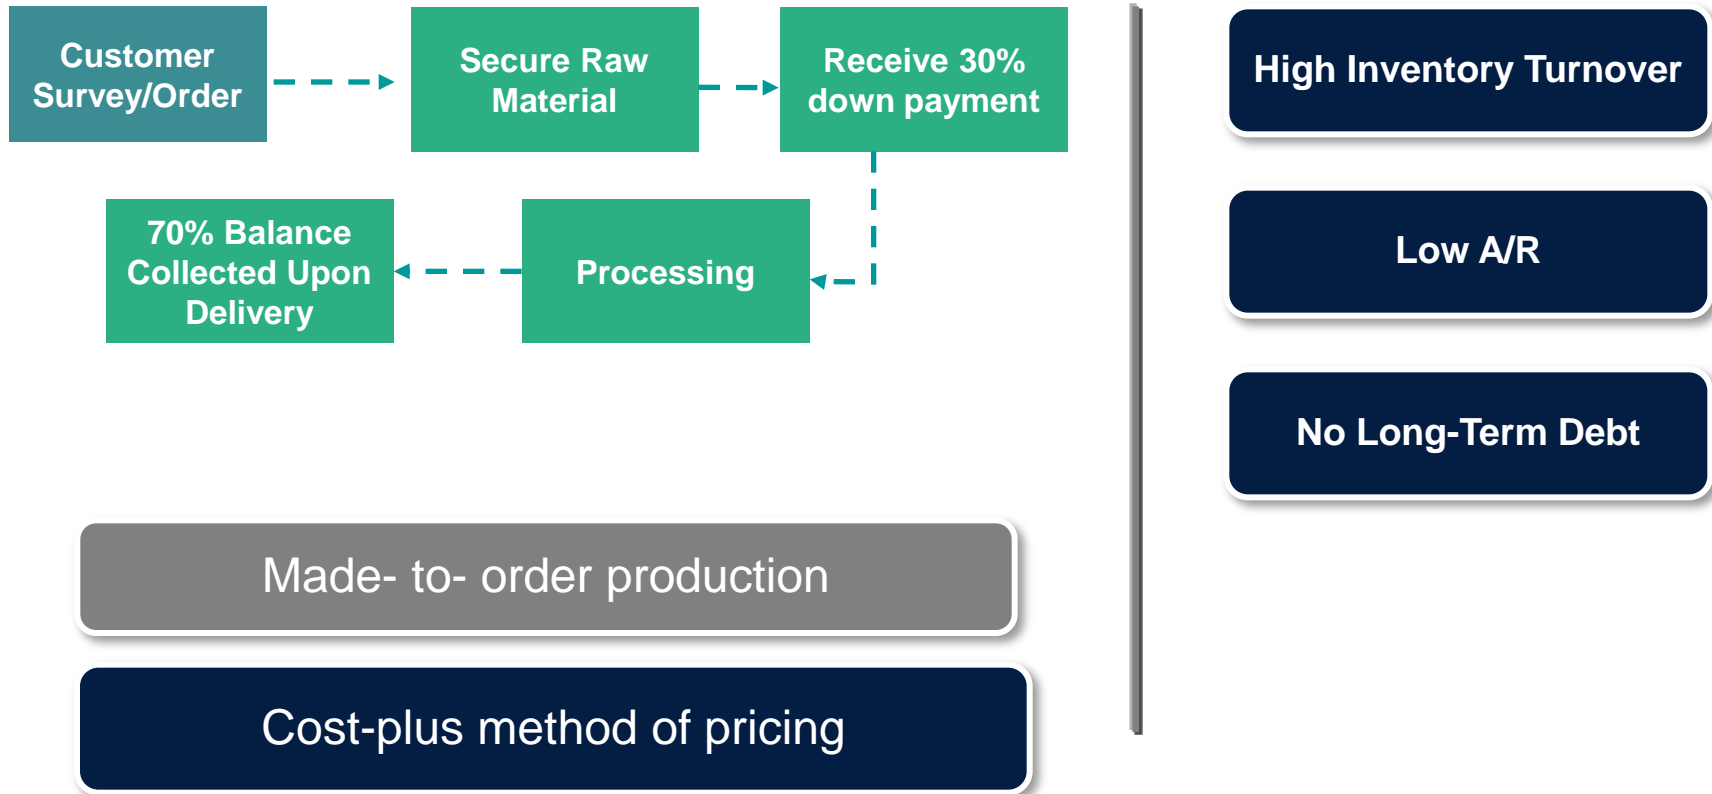 Customer
Survey/Order
Secure Raw
Material
Receive 30%
down payment
70% Balance
Collected Upon
Delivery
Processing
Made- to- order production
Cost-plus method of pricing
High Inventory Turnover
Low A/R
No Long-Term Debt